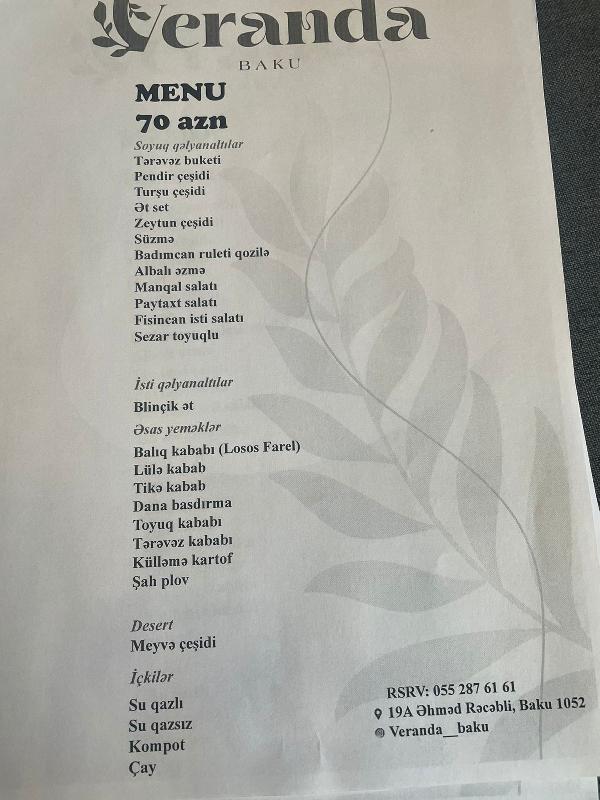 Veranda
BAKU
MENU
70 azn
Soyuq qəlyanaltılar
Tərəvəz buketi
Pendir çeşidi
Turşu çeşidi
Ət set
Zeytun çeşidi
Süzmə
Badımcan ruleti qozilə
Albalı əzmə
Manqal salatı
Paytaxt salatı
Fisincan isti salatı
Sezar toyuqlu
İsti qəlyanaltılar
Blinçik ət
Əsas yeməklər
Balıq kababı (Losos Farel)
Lülə kabab
Tikə kabab
Dana basdırma
Toyuq kababı
Tərəvəz kababı
Külləmə kartof
Şah plov
Desert
Meyvə çeşidi
İçkilər
Su qazlı
Su qazsız
Kompot
Çay
RSRV: 055 287 61 61
19A Əhməd Rəcəbli, Baku 1052
Veranda__baku